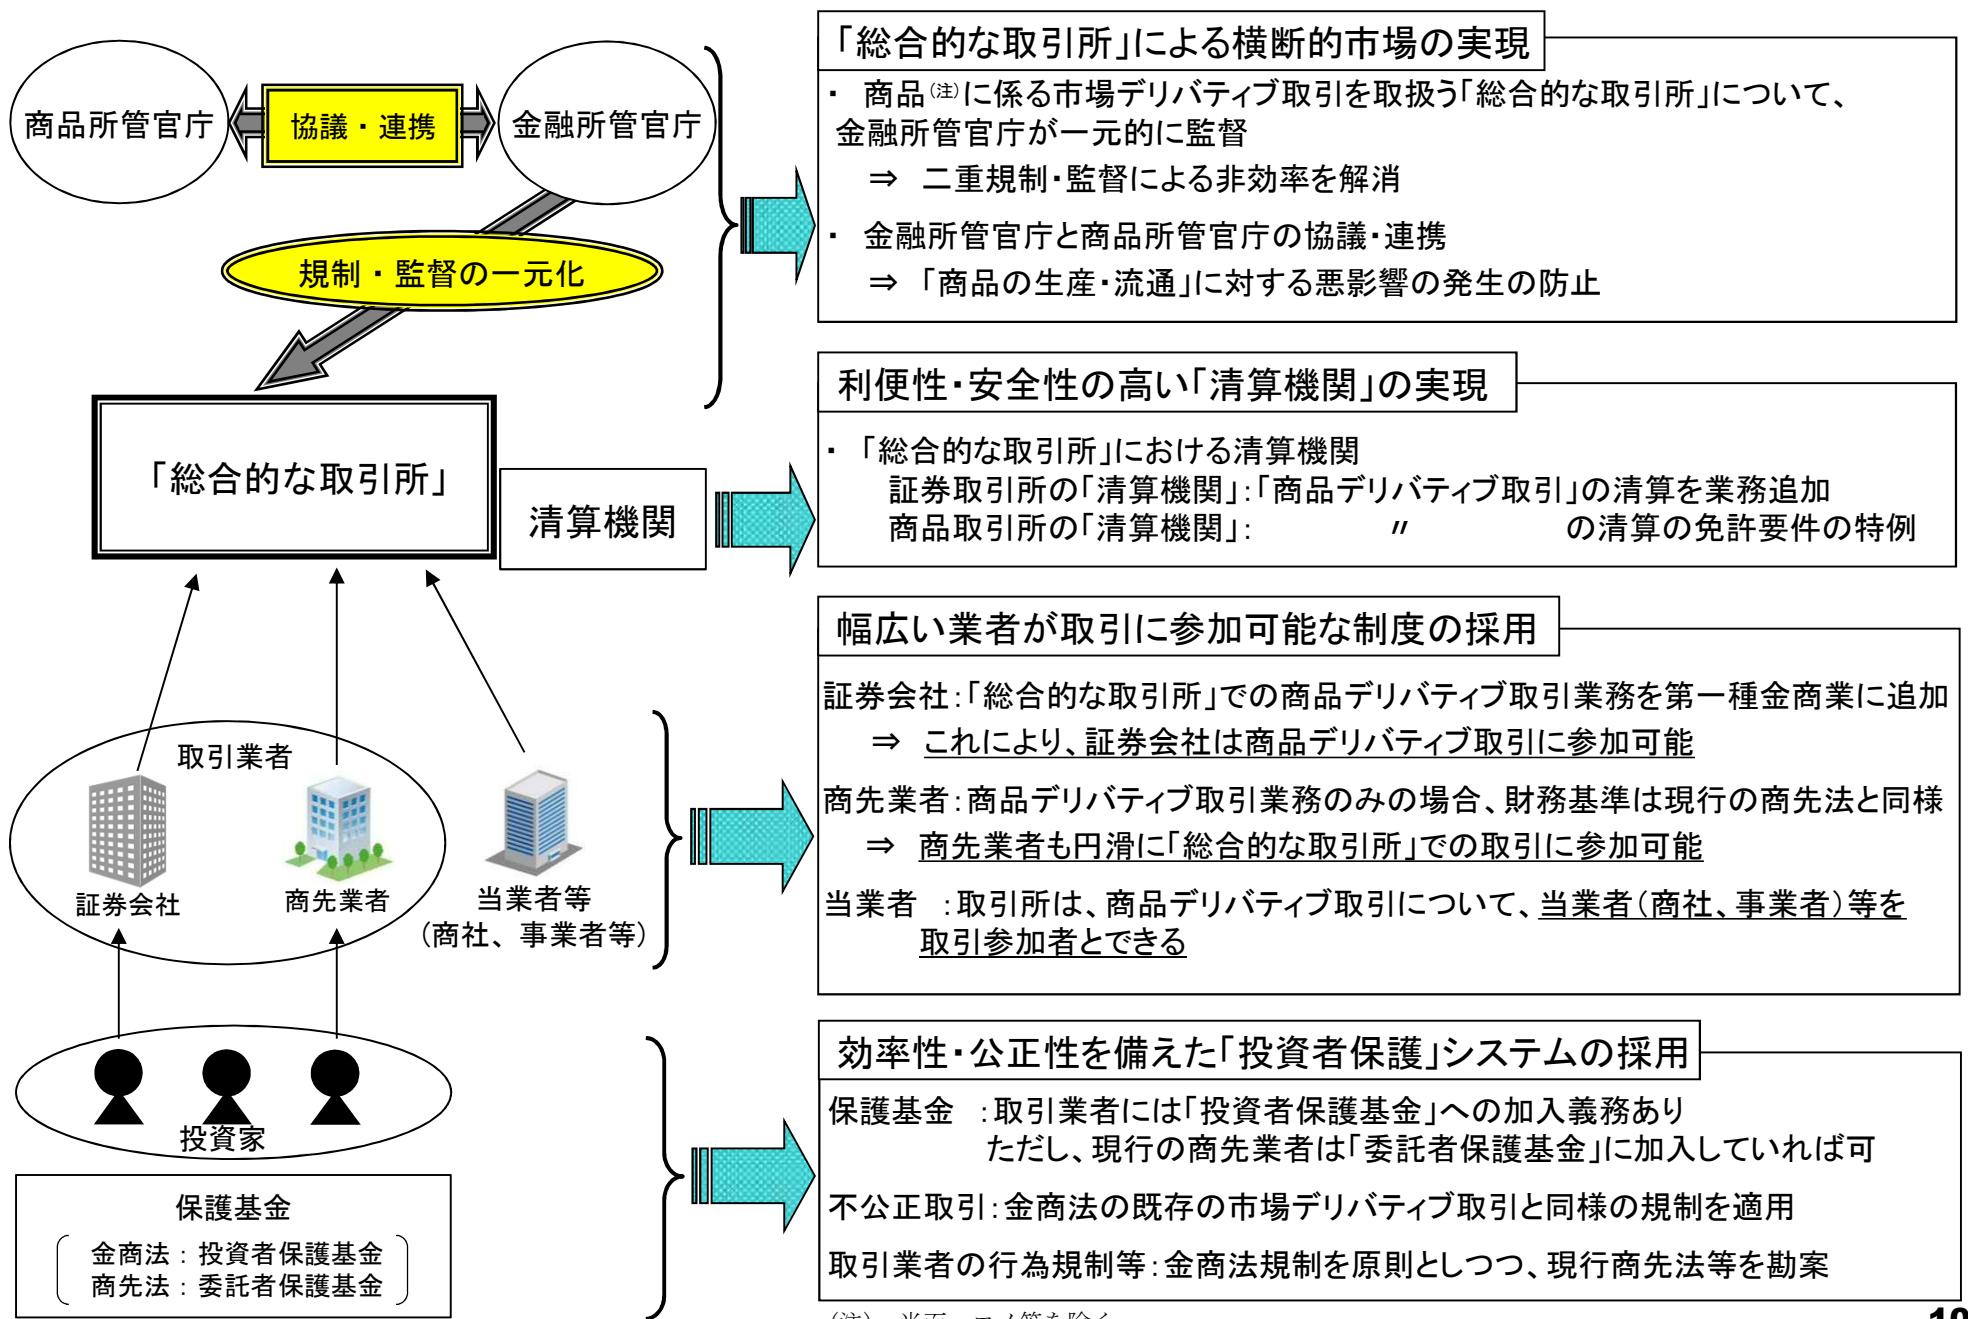 商品所管官庁
協議・連携
金融所管官庁
規制・監督の一元化
「総合的な取引所」
清算機関
取引業者
証券会社
商先業者
当業者等
（商社、事業者等）
投資家
保護基金
金商法：投資者保護基金
商先法：委託者保護基金
「総合的な取引所」による横断的市場の実現
・ 商品(注)に係る市場デリバティブ取引を取扱う「総合的な取引所」について、
金融所管官庁が一元的に監督
⇒ 二重規制・監督による非効率を解消
・ 金融所管官庁と商品所管官庁の協議・連携
⇒ 「商品の生産・流通」に対する悪影響の発生の防止
利便性・安全性の高い「清算機関」の実現
・ 「総合的な取引所」における清算機関
証券取引所の「清算機関」：「商品デリバティブ取引」の清算を業務追加
商品取引所の「清算機関」： 〃 の清算の免許要件の特例
幅広い業者が取引に参加可能な制度の採用
証券会社：「総合的な取引所」での商品デリバティブ取引業務を第一種金商業に追加
⇒ これにより、証券会社は商品デリバティブ取引に参加可能
商先業者：商品デリバティブ取引業務のみの場合、財務基準は現行の商先法と同様
⇒ 商先業者も円滑に「総合的な取引所」での取引に参加可能
当業者 ：取引所は、商品デリバティブ取引について、当業者（商社、事業者）等を
取引参加者とできる
効率性・公正性を備えた「投資者保護」システムの採用
保護基金 ：取引業者には「投資者保護基金」への加入義務あり
ただし、現行の商先業者は「委託者保護基金」に加入していれば可
不公正取引：金商法の既存の市場デリバティブ取引と同様の規制を適用
取引業者の行為規制等：金商法規制を原則としつつ、現行商先法等を勘案